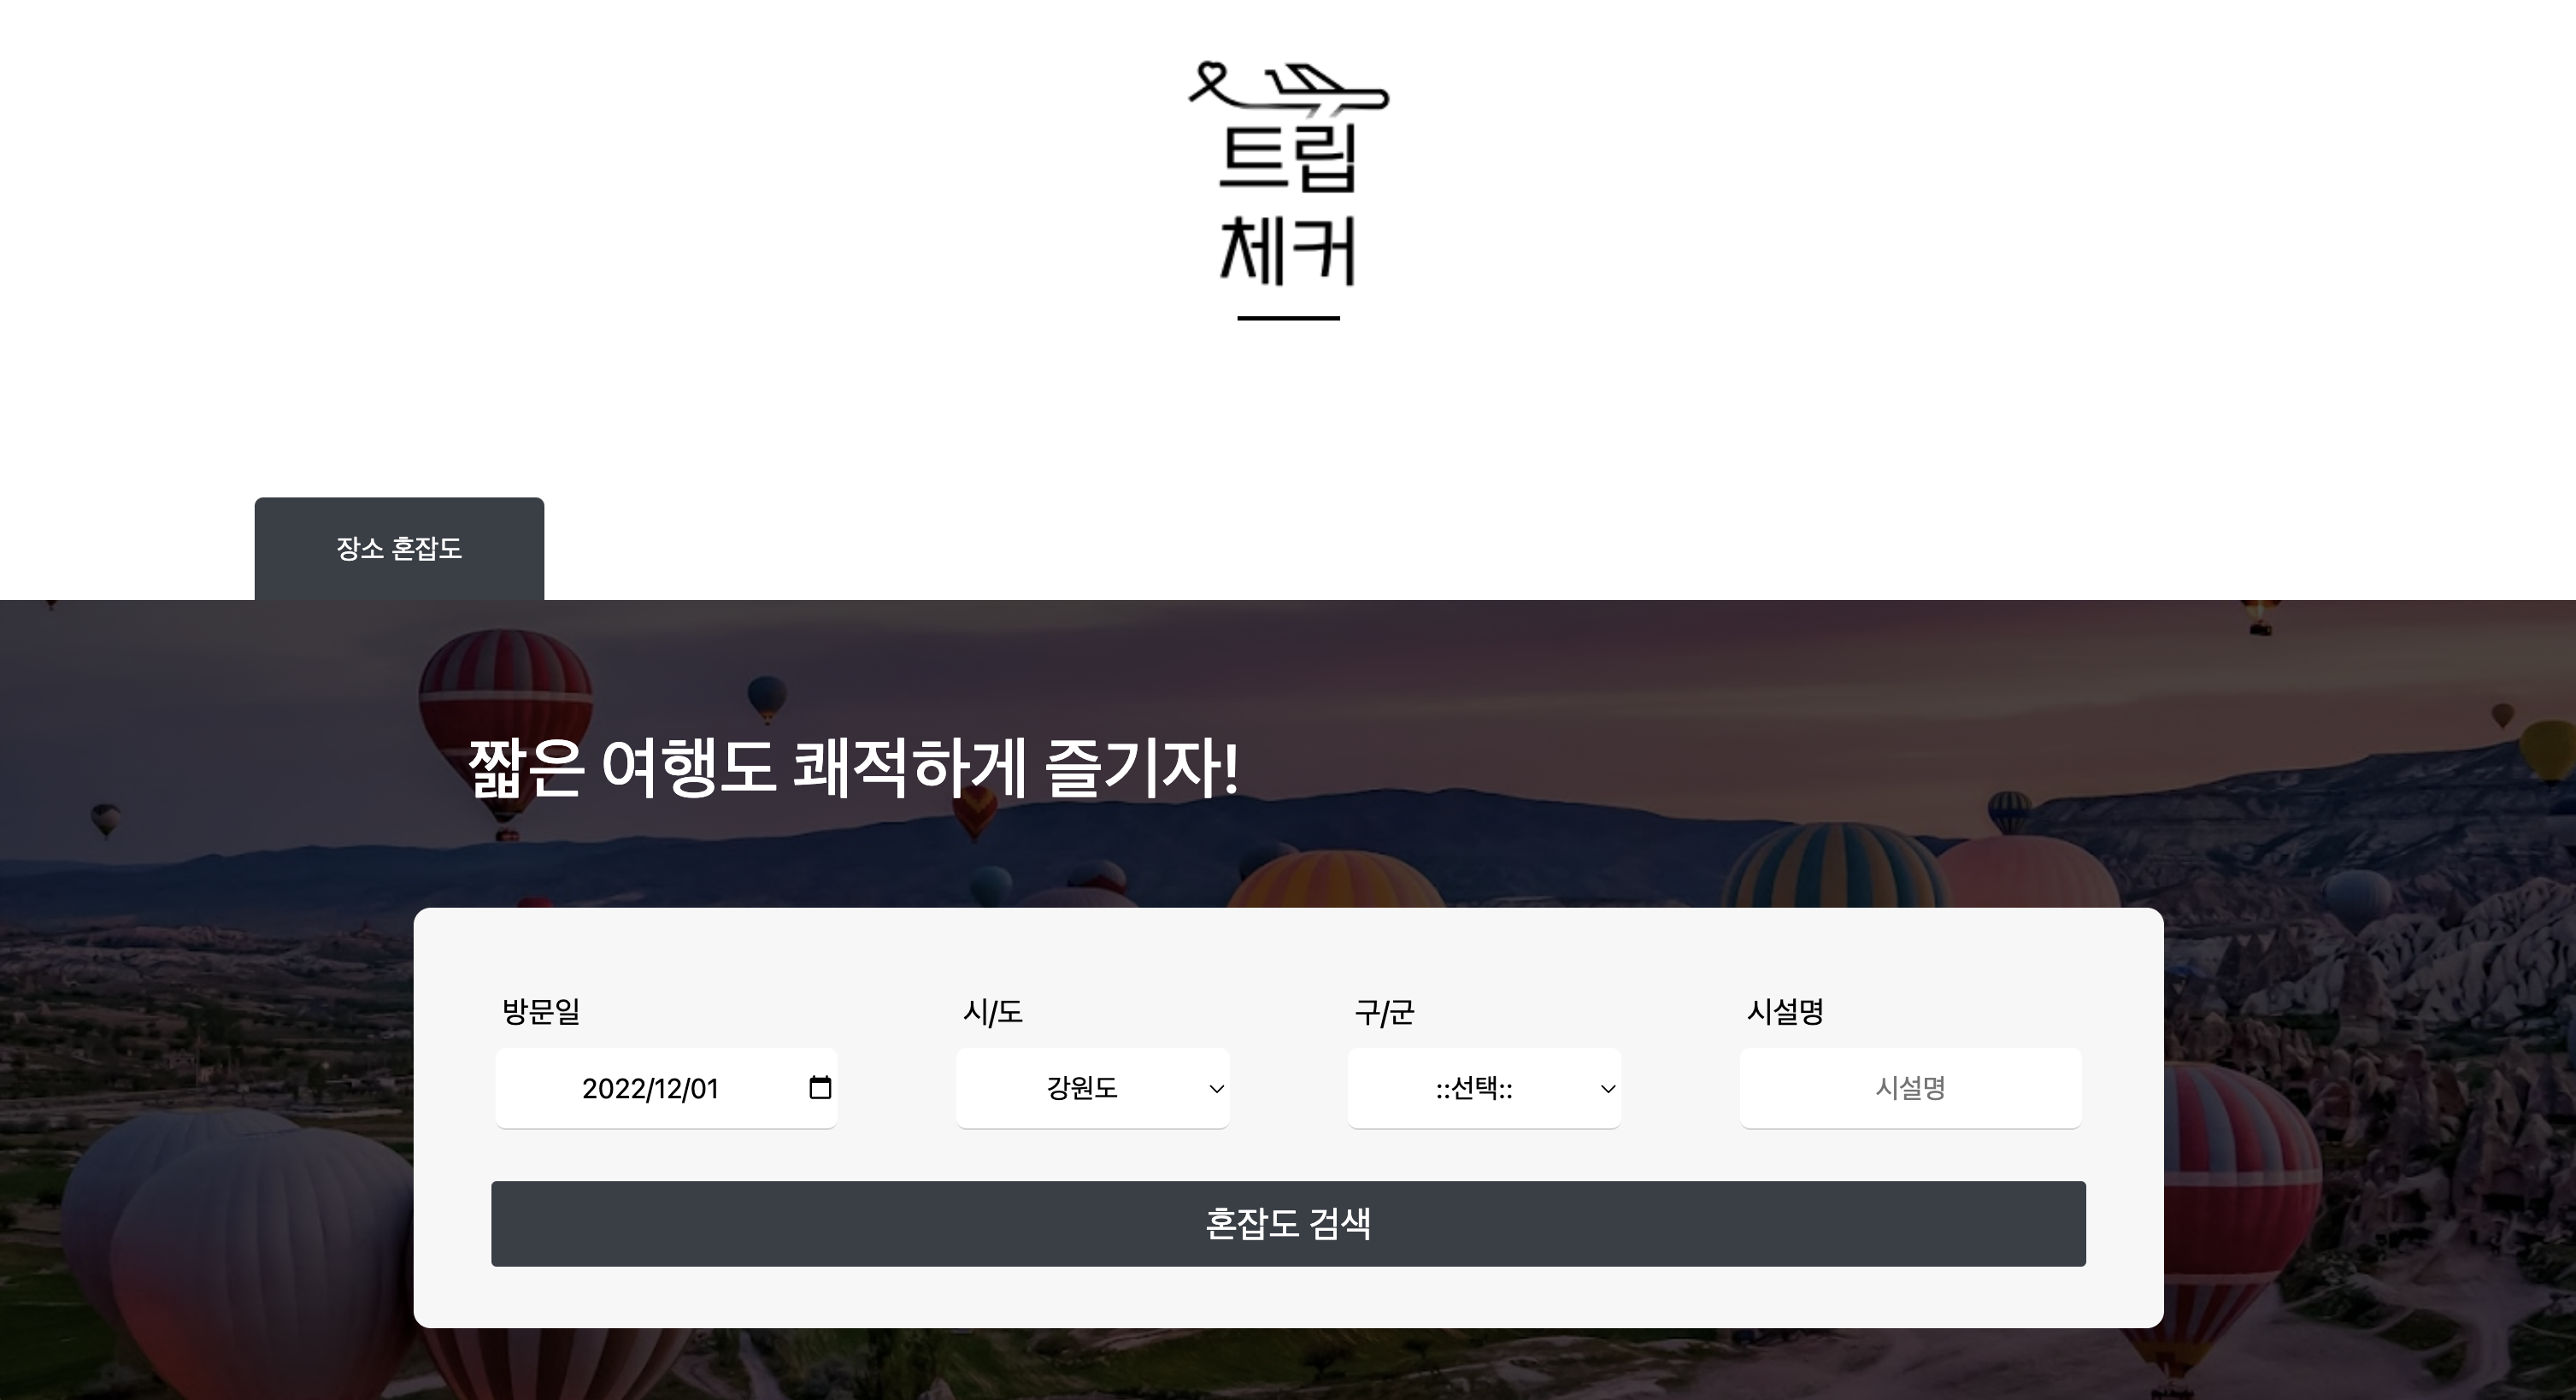 트립
체커
장소 혼잡도
짧은 여행도 쾌적하게 즐기자!
방문일 시/도 구/군 시설명
2022/12/01 강원도 ::선택:: 시설명
혼잡도 검색